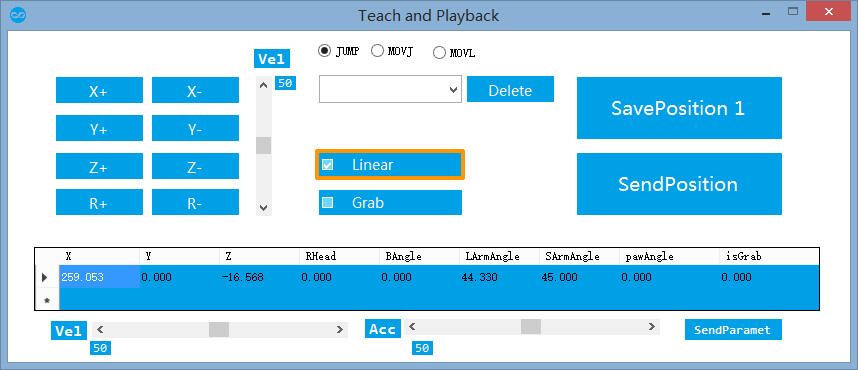 Teach and Playback
Vel
JUMP MOVJ MOVL
50
X+ X- Delete SavePosition 1
Y+ Y-
Z+ Z- Linear SendPosition
R+ R- Grab
X Y Z RHead BAngle LArmAngle SArmAngle pawAngle isGrab
259.053 0.000 -16.568 0.000 0.000 44.330 45.000 0.000 0.000
*
Vel Acc SendParamet
50 50